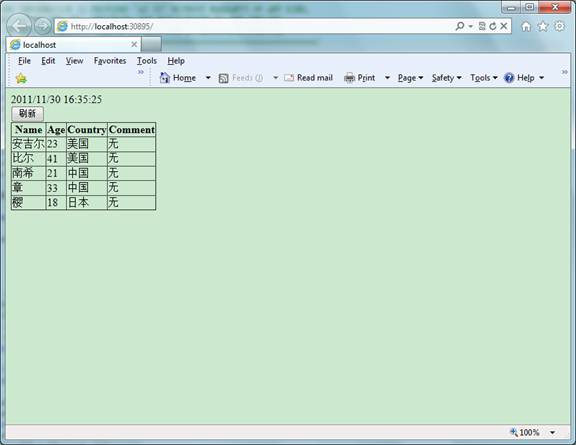 http://localhost:30895/
localhost
File Edit View Favorites Tools Help
Home Feeds (J) Read mail Print Page Safety Tools Help
2011/11/30 16:35:25
刷新
Name Age Country Comment
安吉尔 23 美国 无
比尔 41 美国 无
南希 21 中国 无
章 33 中国 无
樱 18 日本 无
100%